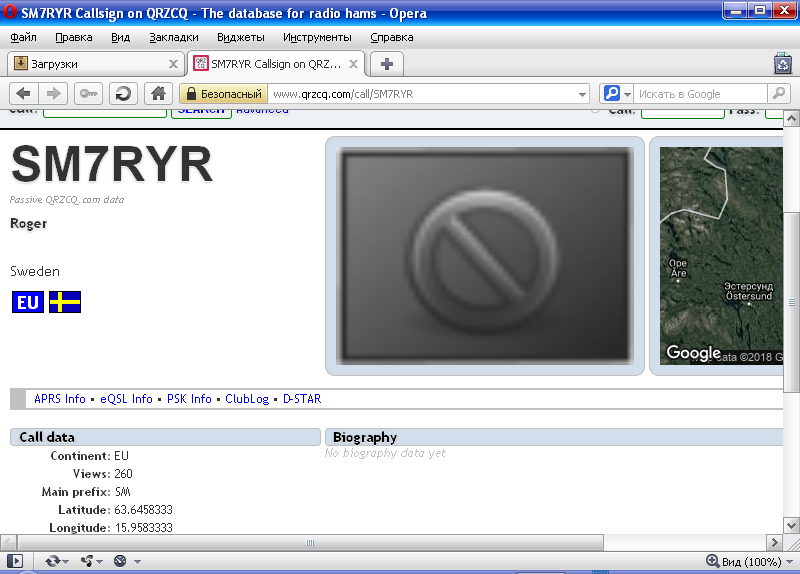 SM7RYR Callsign on QRZCQ - The database for radio hams - Opera
Файл Правка Вид Закладки Виджеты Инструменты Справка
Загрузки QRZ CQ SM7RYR Callsign on QRZ...
Безопасный www.qrzcq.com/call/SM7RYR Искать в Google
Call: SEARCH Advanced Call: Pass:
SM7RYR
Passive QRZCQ.com data
Roger
Sweden
EU
Оре
Åre
Эстерсунд
Östersund
Google data ©2018 G
APRS Info • eQSL Info • PSK Info • ClubLog • D-STAR
Call data
Continent: EU
Views: 260
Main prefix: SM
Latitude: 63.6458333
Longitude: 15.9583333
Biography
No biography data yet
Вид (100%)